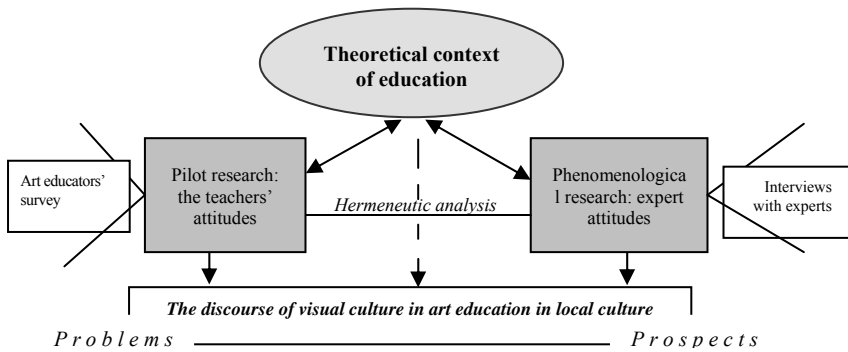 Theoretical context
of education
Art educators'
survey
Pilot research:
the teachers'
attitudes
Hermeneutic analysis
Phenomenologica
l research: expert
attitudes
Interviews
with experts
The discourse of visual culture in art education in local culture
Problems
Prospects